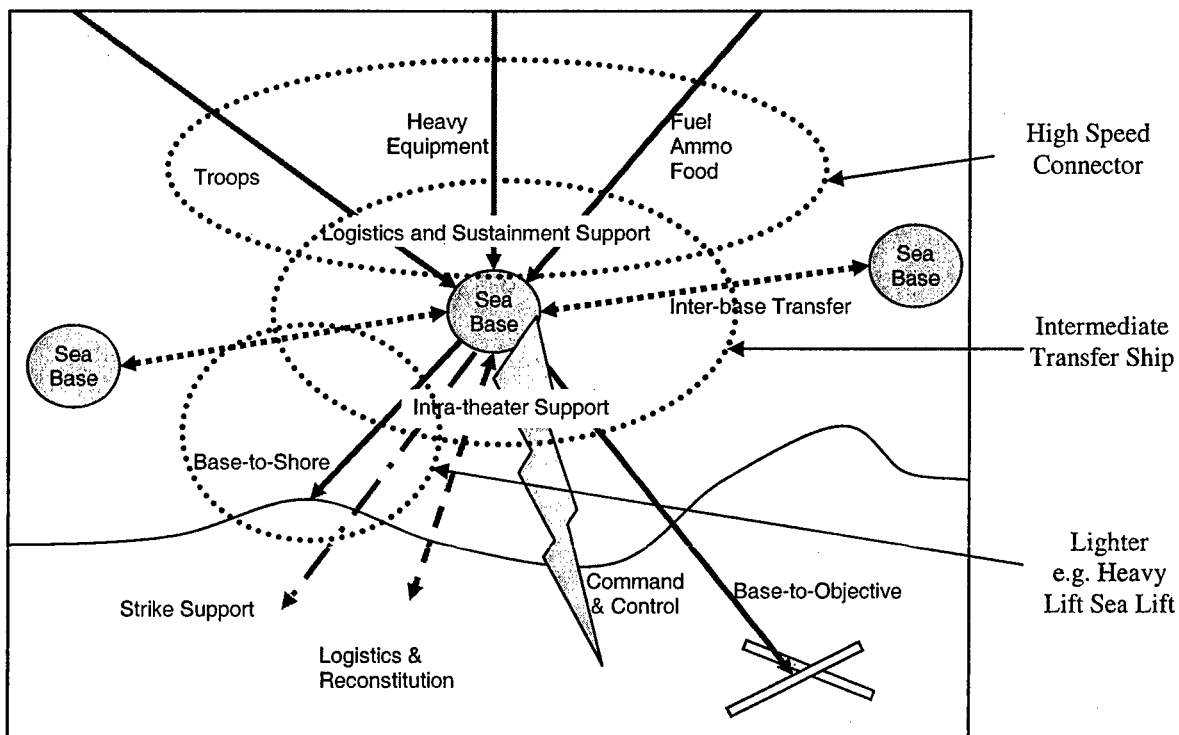 Heavy
Equipment
Fuel
Ammo
Food
High Speed
Connector
Troops
Logistics and Sustainment Support
Sea
Base
Sea
Base
Inter-base Transfer
Sea
Base
Intermediate
Transfer Ship
Intra-theater Support
Base-to-Shore
Lighter
e.g. Heavy
Lift Sea Lift
Command
& Control
Base-to-Objective
Strike Support
Logistics &
Reconstitution